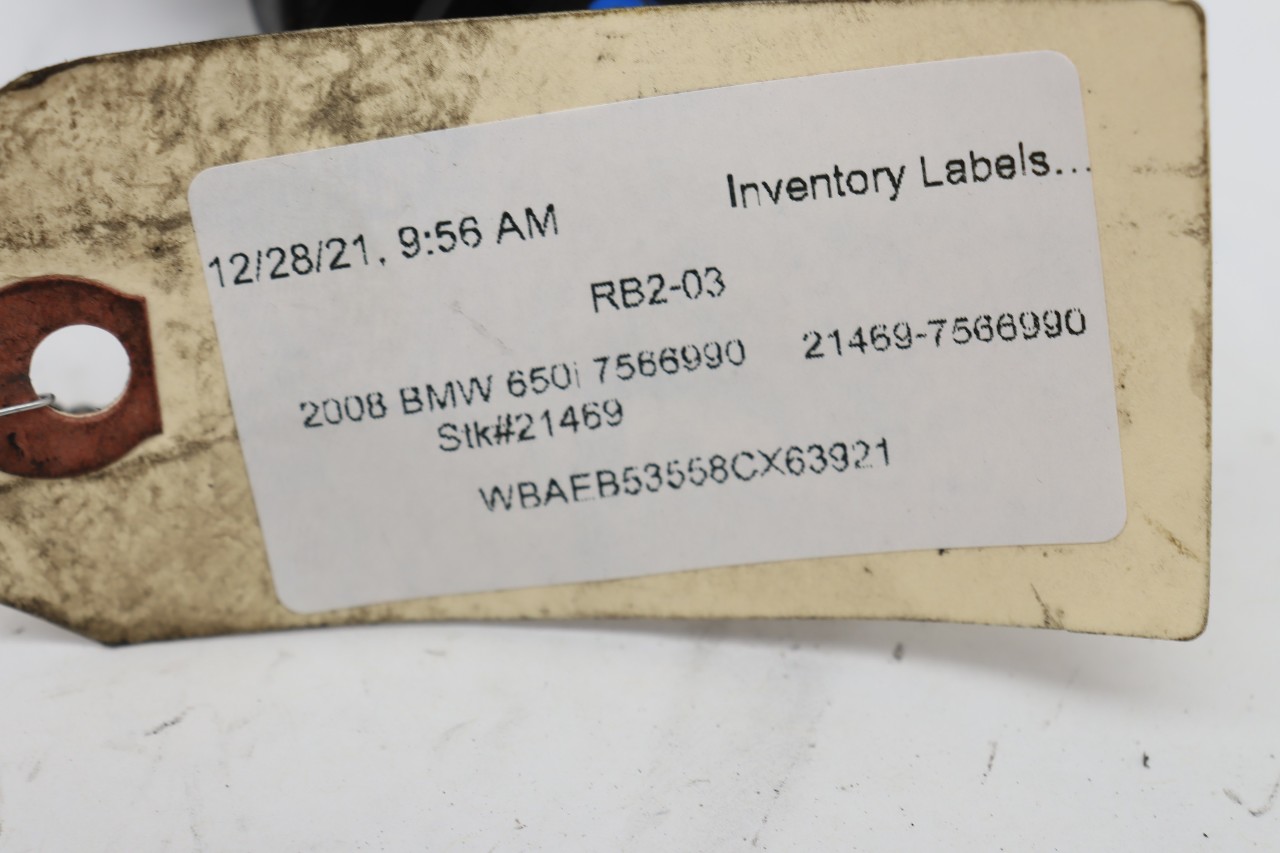 12/28/21, 9:56 AM Inventory Labels...
RB2-03
2008 BMW 650i 7566990 21469-7566990
Stk#21469
WBAEB53558CX63921